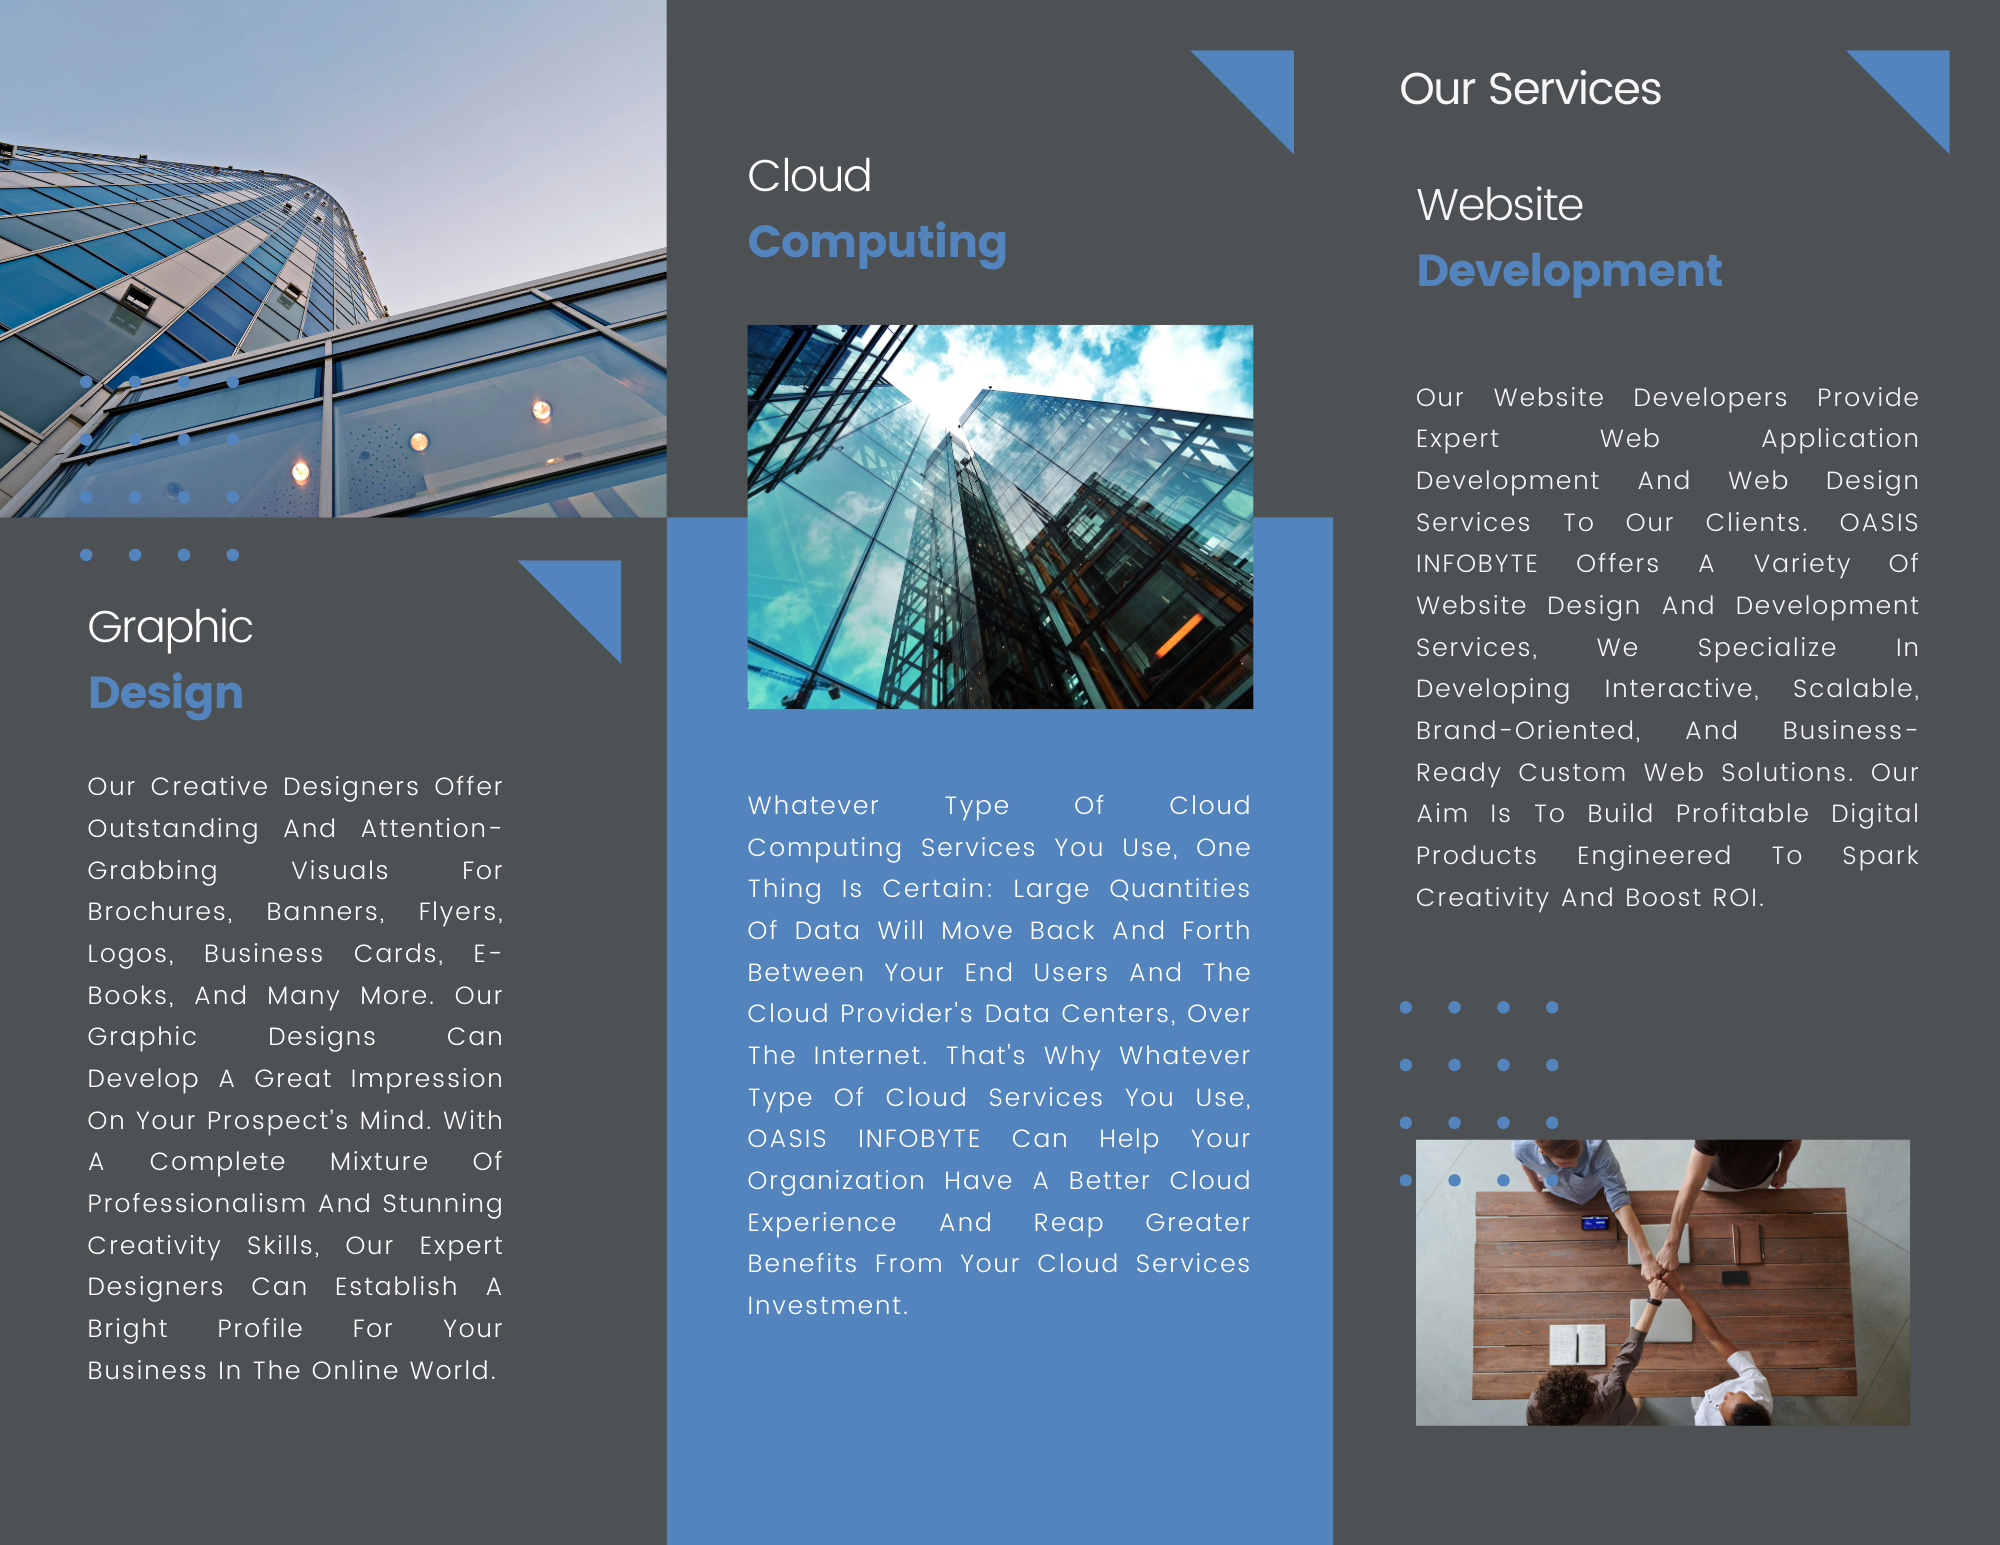 Graphic
Design
Our Creative Designers Offer
Outstanding And Attention-
Grabbing Visuals For
Brochures, Banners, Flyers,
Logos, Business Cards, E-
Books, And Many More. Our
Graphic Designs Can
Develop A Great Impression
On Your Prospect’s Mind. With
A Complete Mixture Of
Professionalism And Stunning
Creativity Skills, Our Expert
Designers Can Establish A
Bright Profile For Your
Business In The Online World.
Cloud
Computing
Whatever Type Of Cloud
Computing Services You Use, One
Thing Is Certain: Large Quantities
Of Data Will Move Back And Forth
Between Your End Users And The
Cloud Provider's Data Centers, Over
The Internet. That's Why Whatever
Type Of Cloud Services You Use,
OASIS INFOBYTE Can Help Your
Organization Have A Better Cloud
Experience And Reap Greater
Benefits From Your Cloud Services
Investment.
Our Services
Website
Development
Our Website Developers Provide
Expert Web Application
Development And Web Design
Services To Our Clients. OASIS
INFOBYTE Offers A Variety Of
Website Design And Development
Services, We Specialize In
Developing Interactive, Scalable,
Brand-Oriented, And Business-
Ready Custom Web Solutions. Our
Aim Is To Build Profitable Digital
Products Engineered To Spark
Creativity And Boost ROI.